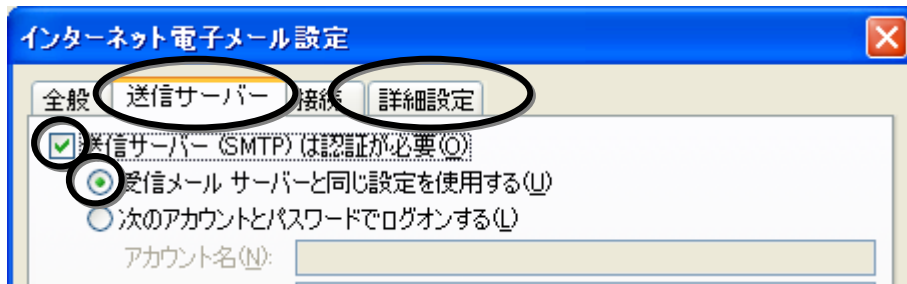 インターネット電子メール設定
全般 送信サーバー 接続 詳細設定
送信サーバー (SMTP) は認証が必要(O)
受信メール サーバーと同じ設定を使用する(U)
次のアカウントとパスワードでログオンする(L)
アカウント名(N):